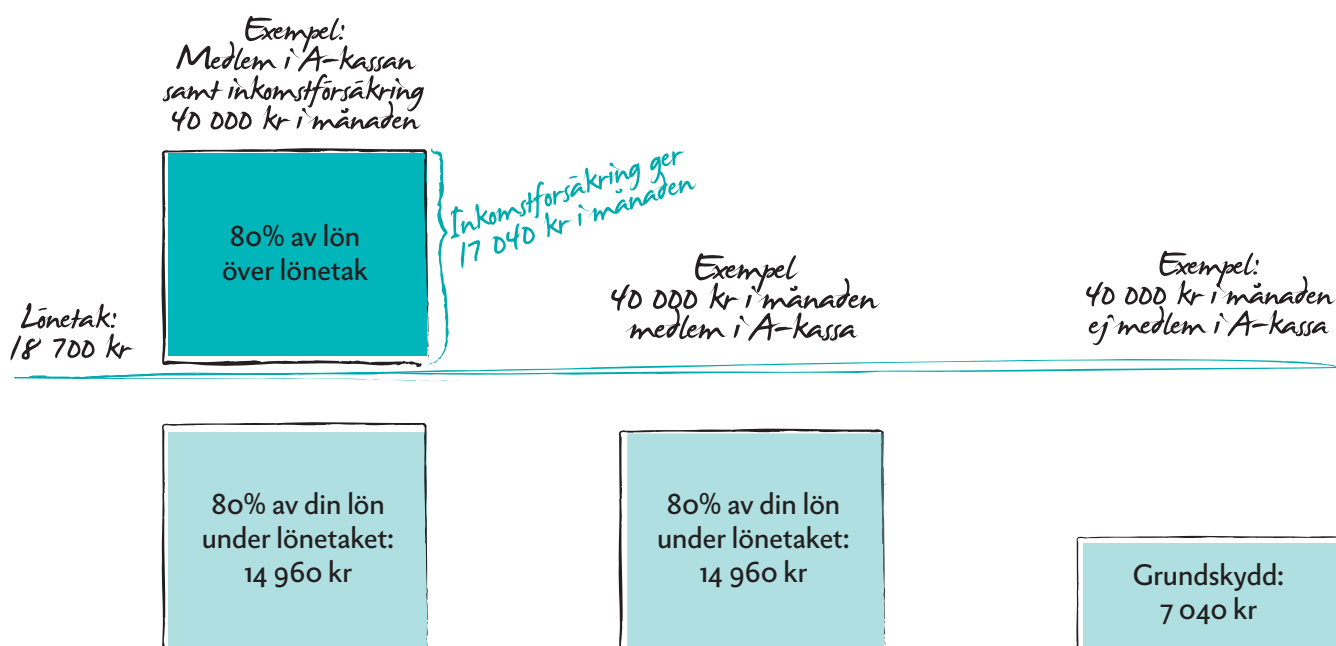 Exempel:
Medlem i A-kassan
samt inkomstförsäkring
40 000 kr i månaden
80% av lön
över lönetak
Inkomstforsäkring ger
17 040 kr i månaden
Lönetak:
18 700 kr
Exempel
40 000 kr i månaden
medlem i A-kassa
Exempel:
40 000 kr i månaden
ej medlem i A-kassa
80% av din lön
under lönetaket:
14 960 kr
80% av din lön
under lönetaket:
14 960 kr
Grundskydd:
7 040 kr